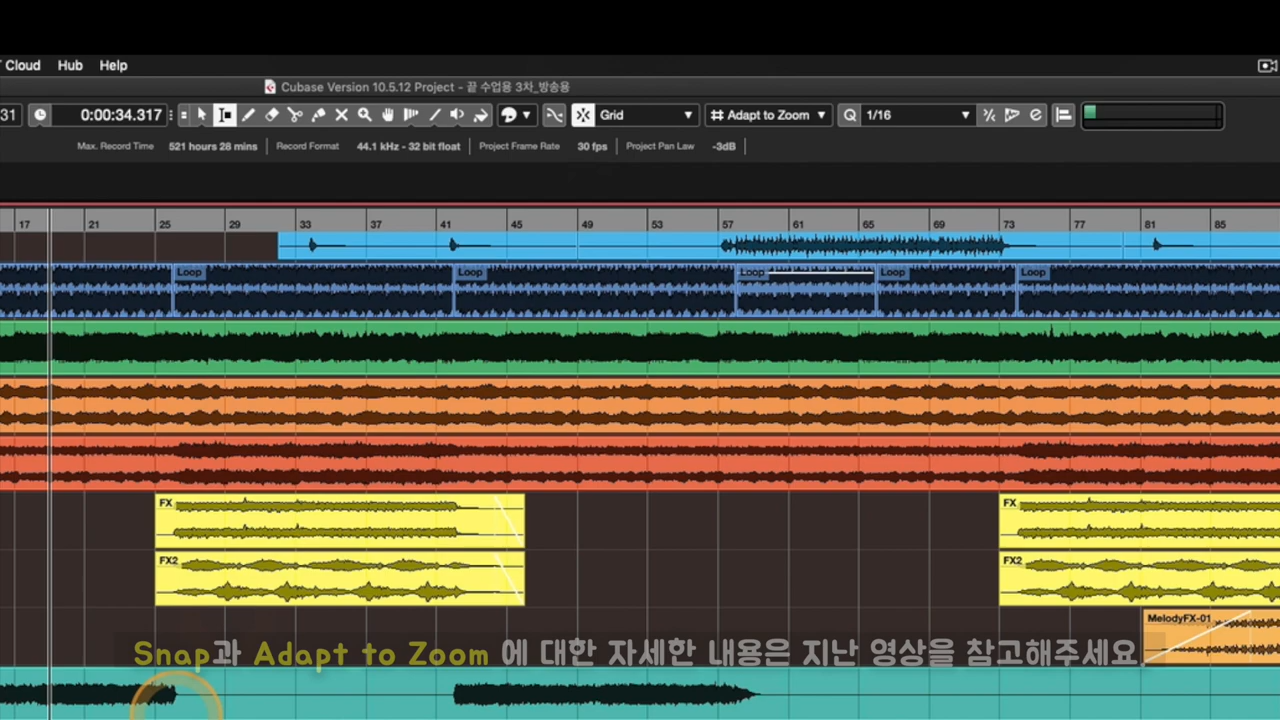 Cloud Hub Help
Cubase Version 10.5.12 Project - 끝 수업용 3차_방송용
31 0:00:34.317 Grid Adapt to Zoom Q 1/16
Max. Record Time 521 hours 28 mins Record Format 44.1 kHz - 32 bit float Project Frame Rate 30 fps Project Pan Law -3dB
17 21 25 29 33 37 41 45 49 53 57 61 65 69 73 77 81 85
Loop Loop Loop Loop Loop
FX FX
FX2 FX2
MelodyFX-01
Snap과 Adapt to Zoom 에 대한 자세한 내용은 지난 영상을 참고해주세요.